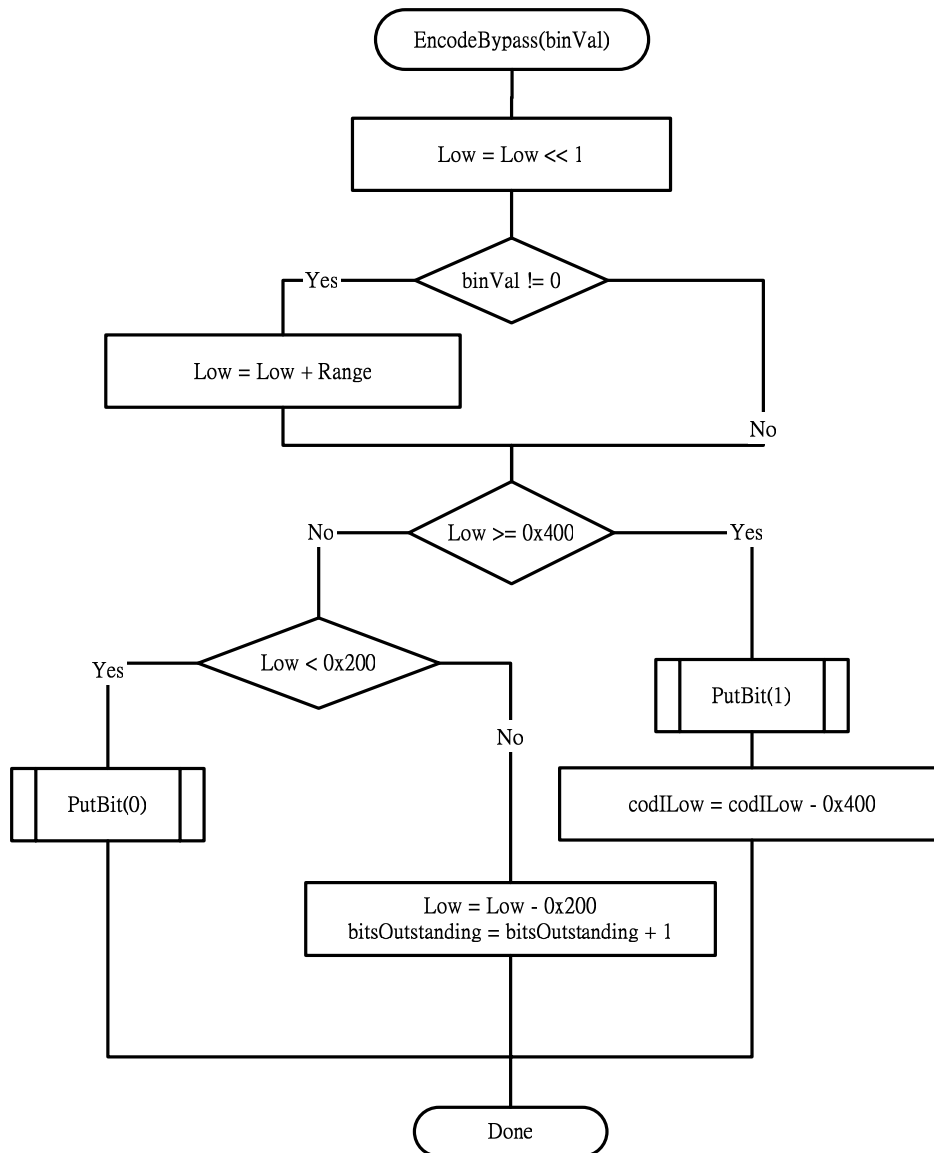 EncodeBypass(binVal)
Low = Low << 1
binVal != 0
Yes
Low = Low + Range
No
Low >= 0x400
No
Yes
Low < 0x200
Yes
No
PutBit(1)
PutBit(0)
codILow = codILow - 0x400
Low = Low - 0x200
bitsOutstanding = bitsOutstanding + 1
Done